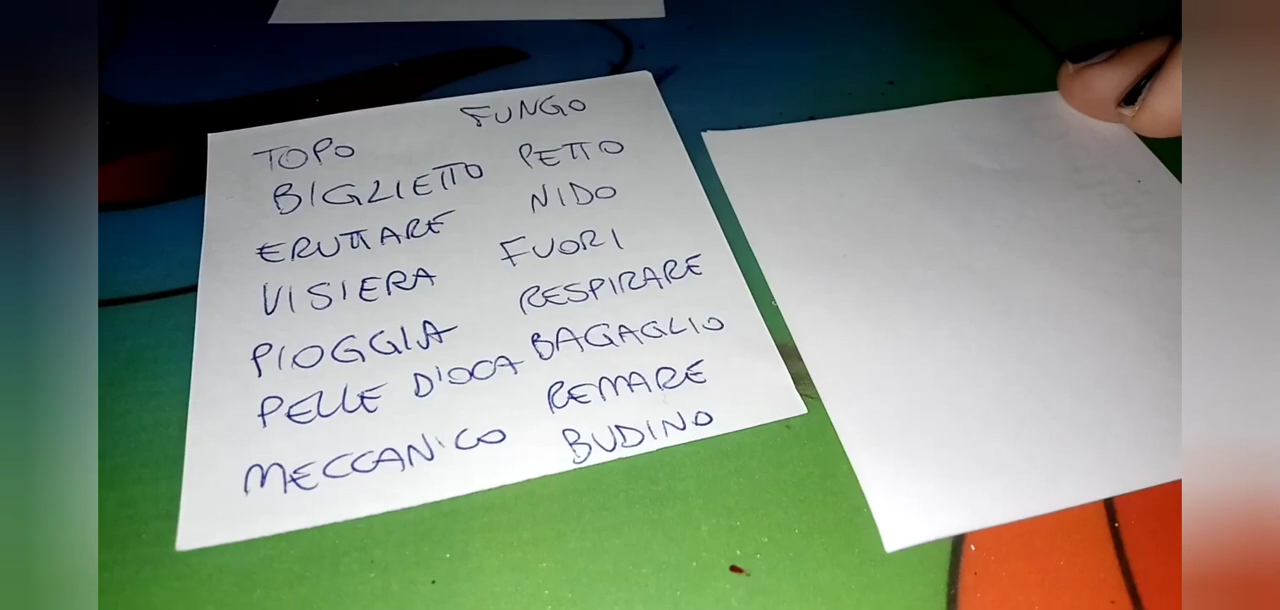 TOPO
BIGLIETTO
ERUTTARE
VISIERA
PIOGGIA
PELLE D'OCA
MECCANICO
FUNGO
PETTO
NIDO
FUORI
RESPIRARE
BAGAGLIO
REMARE
BUDINO